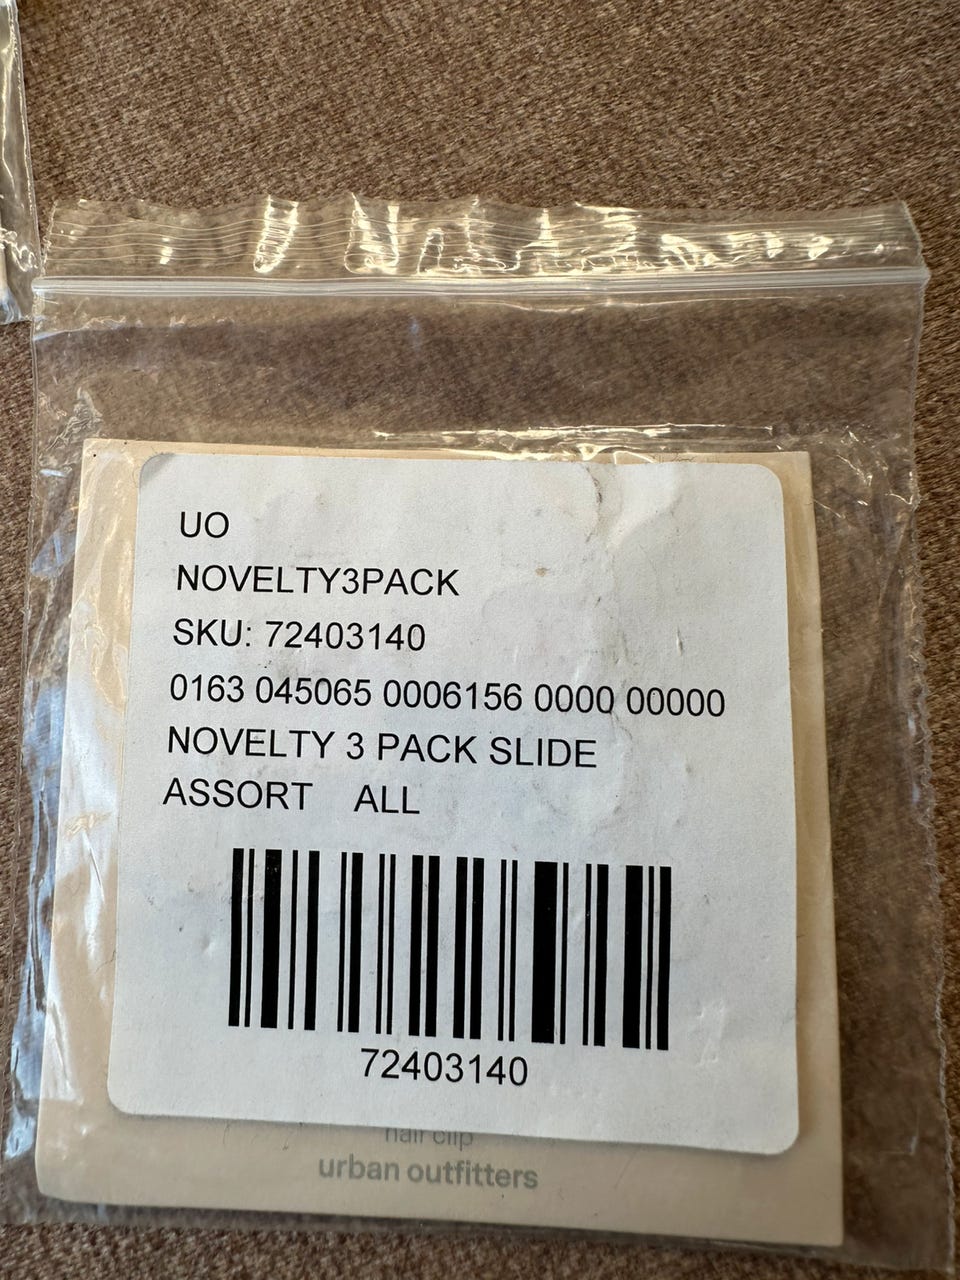 UO
NOVELTY3PACK
SKU: 72403140
0163 045065 0006156 0000 00000
NOVELTY 3 PACK SLIDE
ASSORT ALL
72403140
hair clip
urban outfitters